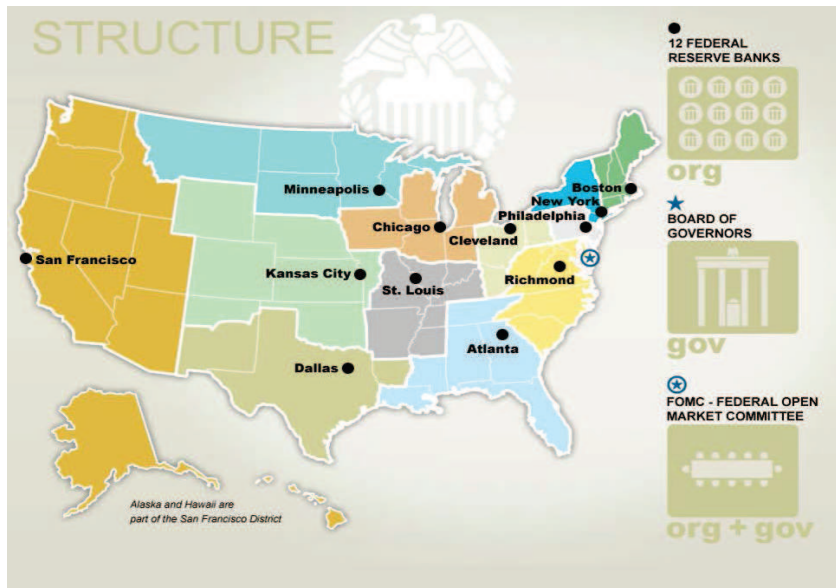 STRUCTURE
12 FEDERAL
RESERVE BANKS
org
BOARD OF
GOVERNORS
gov
FOMC - FEDERAL OPEN
MARKET COMMITTEE
org + gov
Minneapolis
Boston
New York
Philadelphia
Chicago
Cleveland
San Francisco
Kansas City
St. Louis
Richmond
Atlanta
Dallas
Alaska and Hawaii are
part of the San Francisco District